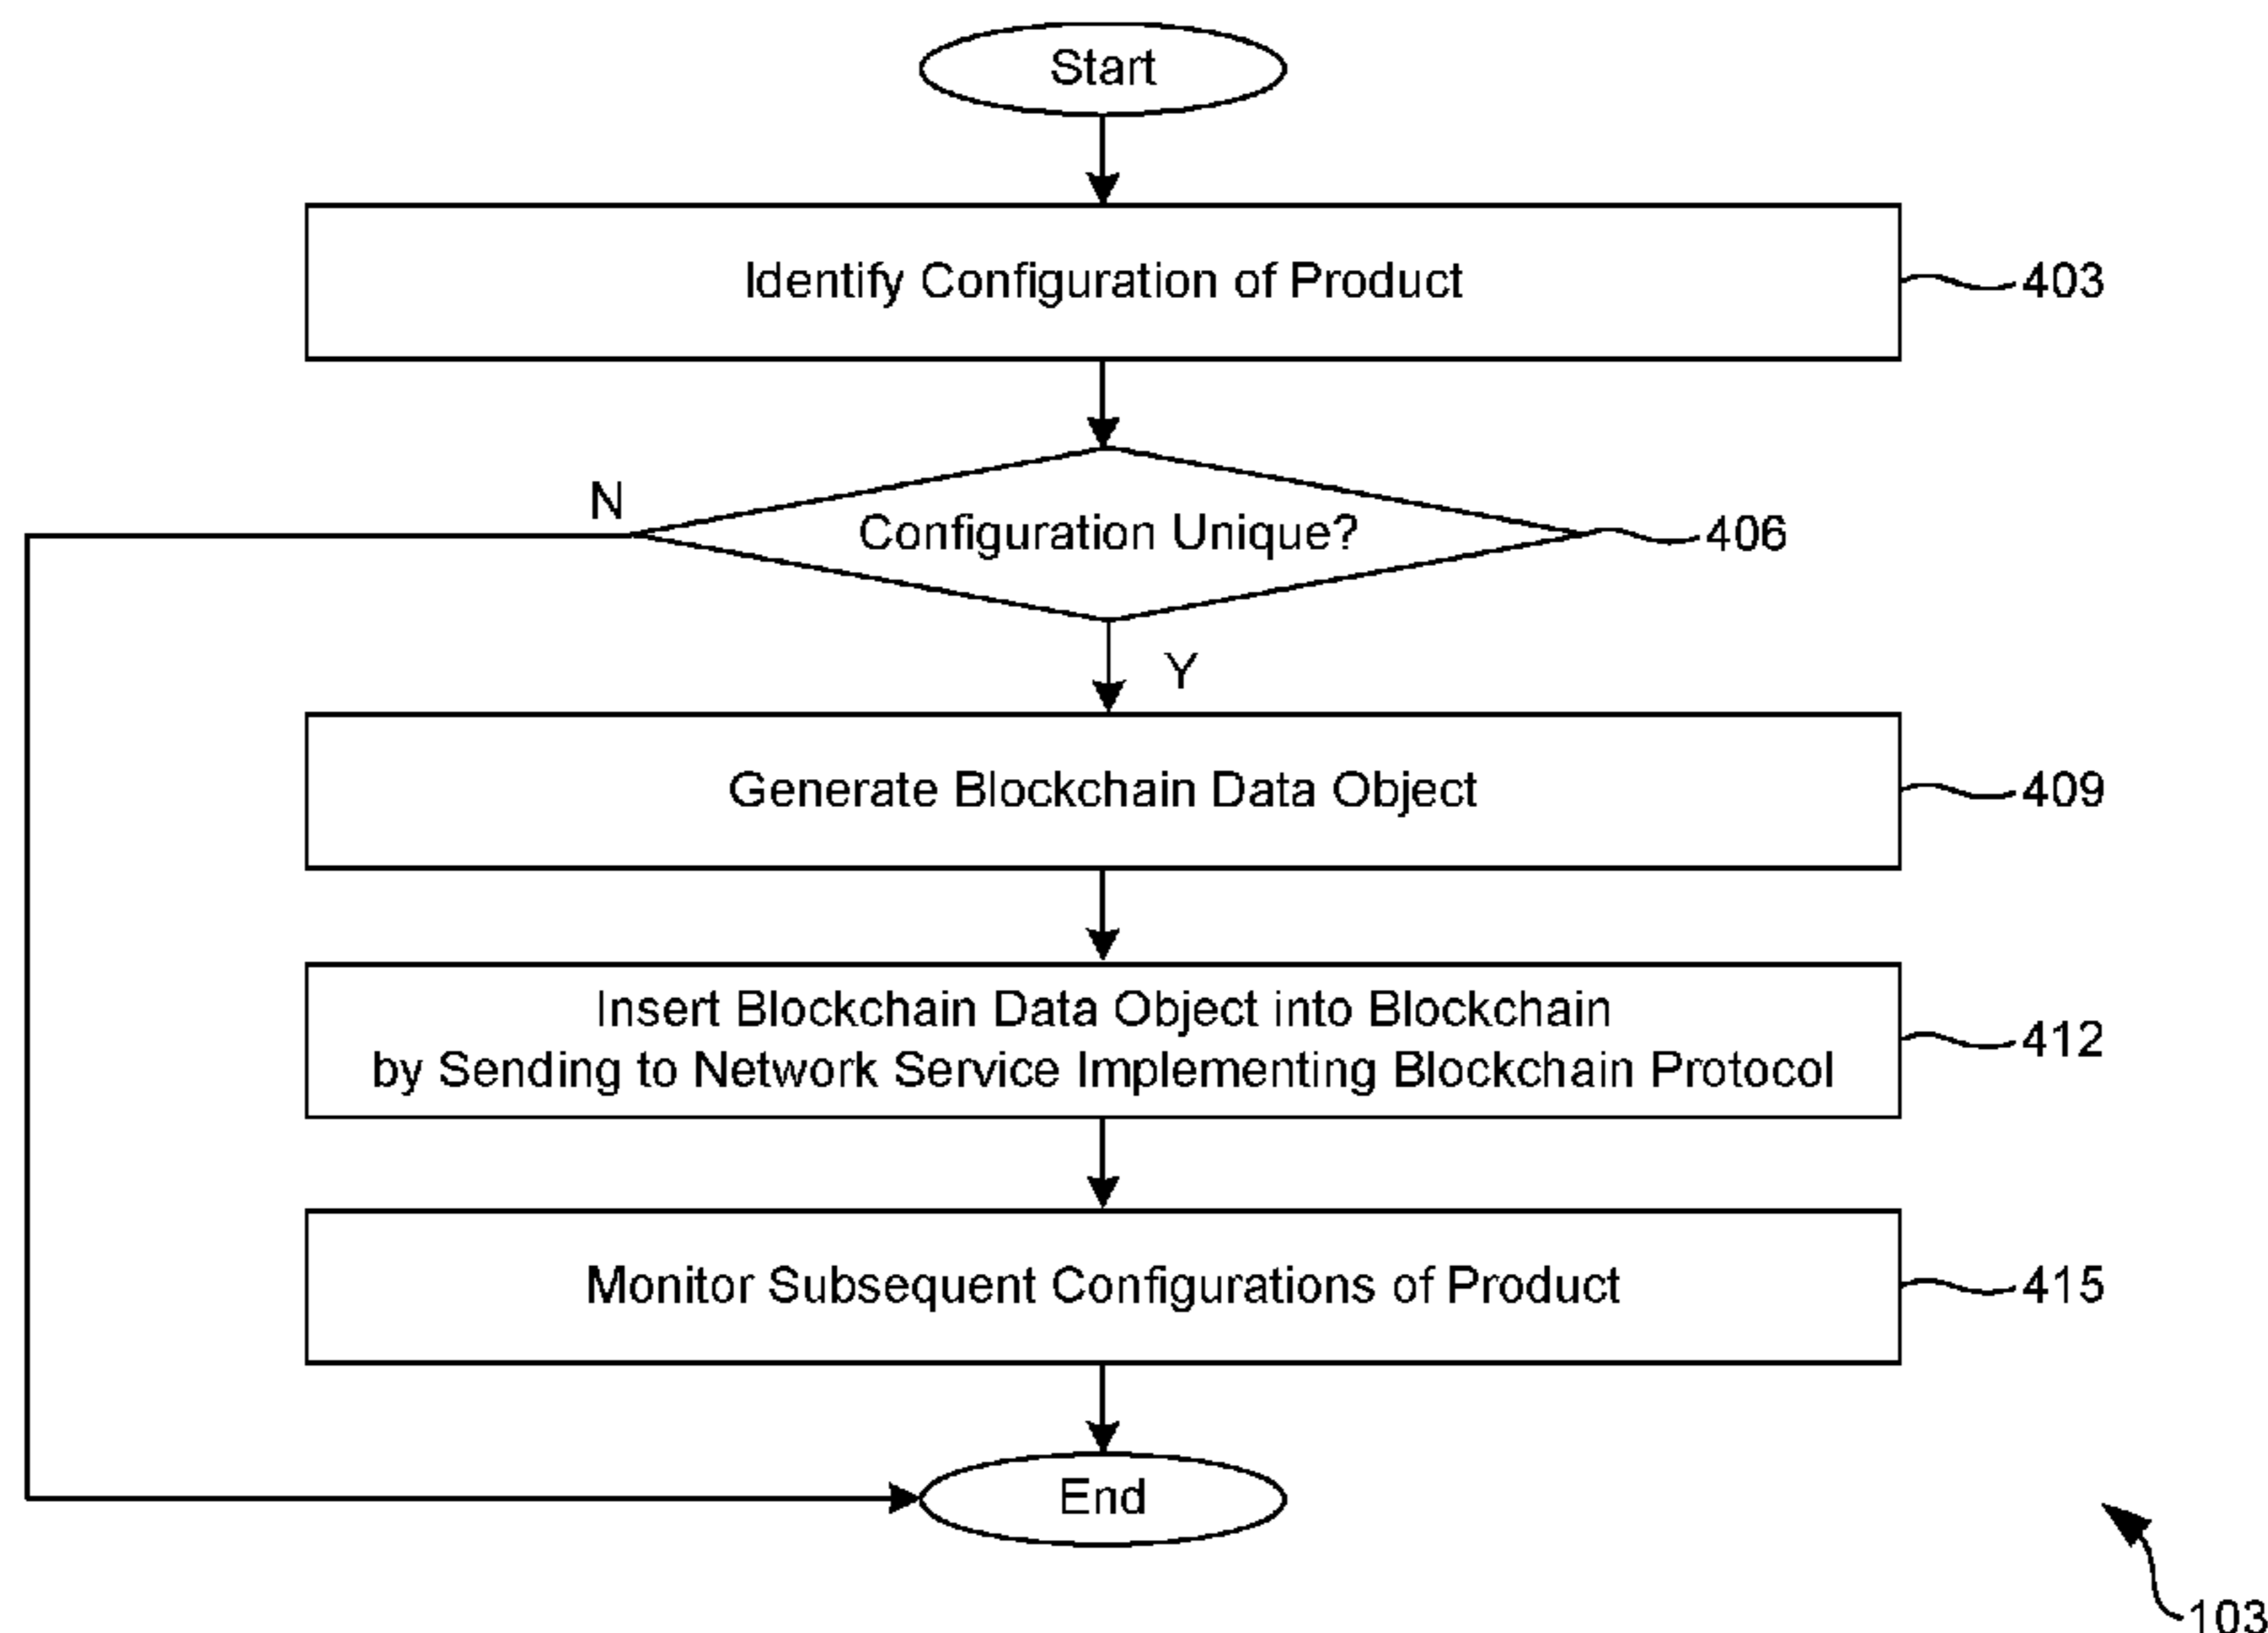 Start
Identify Configuration of Product
403
N
Configuration Unique?
406
Y
Generate Blockchain Data Object
409
Insert Blockchain Data Object into Blockchain
by Sending to Network Service Implementing Blockchain Protocol
412
Monitor Subsequent Configurations of Product
415
End
103